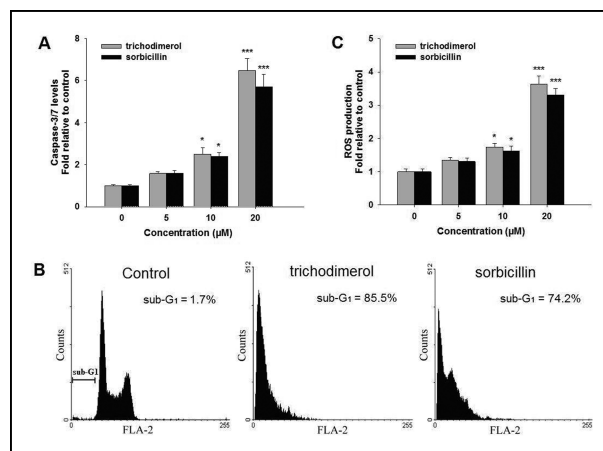 A
trichodimerol
sorbicillin
Caspase-3/7 levels
Fold relative to control
8
6
4
2
0
*
*
***
***
0 5 10 20
Concentration (µM)
C
trichodimerol
sorbicillin
ROS production
Fold relative to control
5
4
3
2
1
0
*
*
***
***
0 5 10 20
Concentration (µM)
B
Control
sub-G1 = 1.7%
512
Counts
sub-G1
0
0 255
FLA-2
trichodimerol
sub-G1 = 85.5%
512
Counts
0
0 255
FLA-2
sorbicillin
sub-G1 = 74.2%
512
Counts
0
0 255
FLA-2